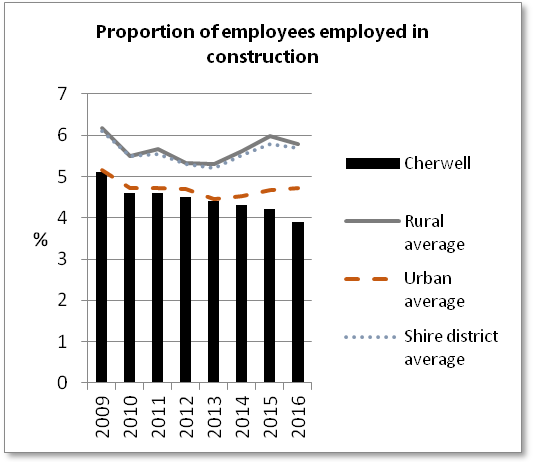 Proportion of employees employed in
construction
7
6
5
4
3
2
1
0
%
2009
2010
2011
2012
2013
2014
2015
2016
Cherwell
Rural
average
Urban
average
Shire district
average